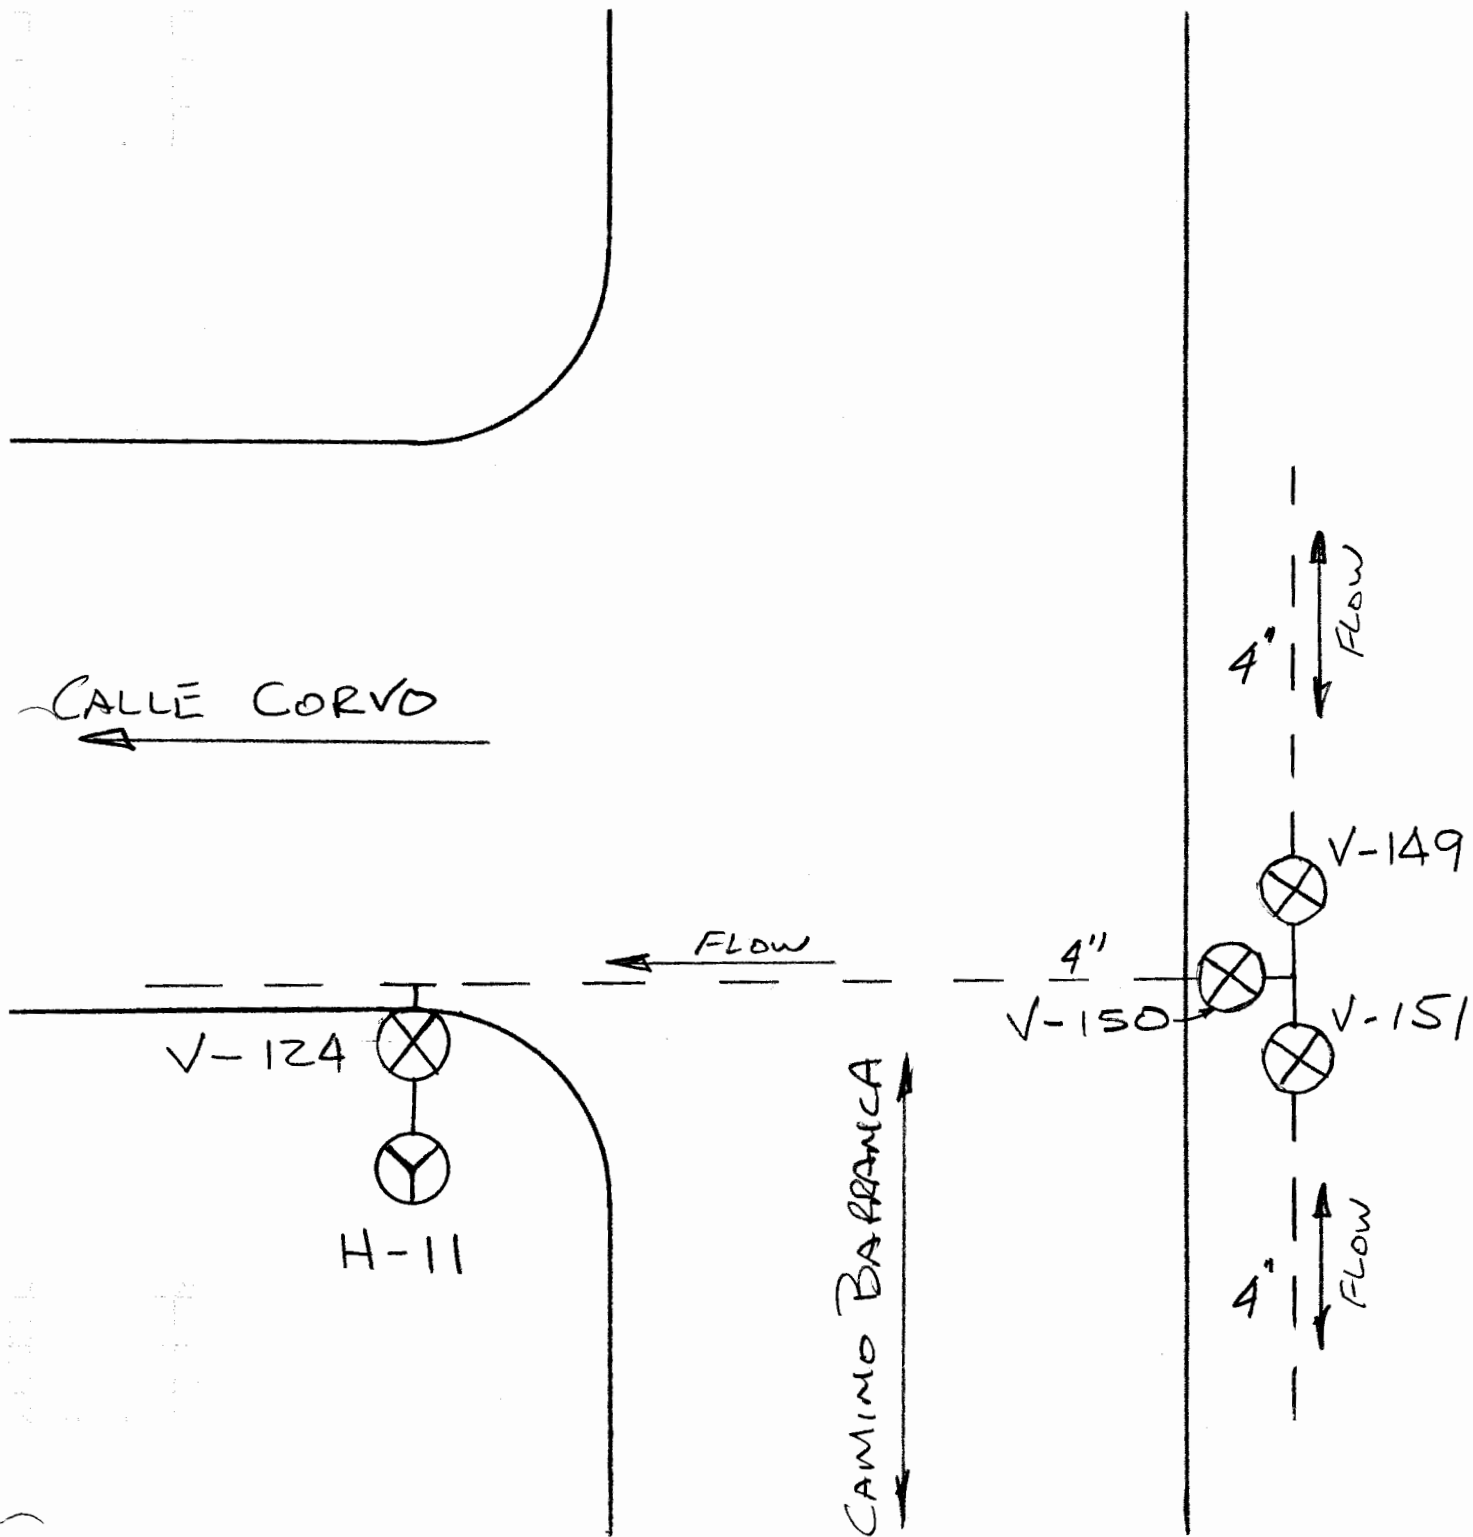 FLOW
4"
CALLE CORVO
V-149
FLOW
4"
V-150
V-151
V-124
CAMINO BARRANCA
H-11
4"
FLOW